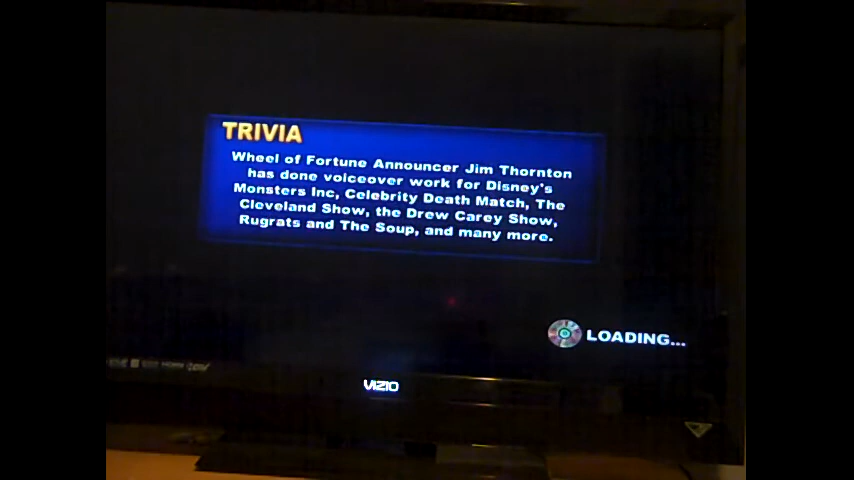 TRIVIA
Wheel of Fortune Announcer Jim Thornton
has done voiceover work for Disney's
Monsters Inc, Celebrity Death Match, The
Cleveland Show, the Drew Carey Show,
Rugrats and The Soup, and many more.
LOADING...
VIZIO